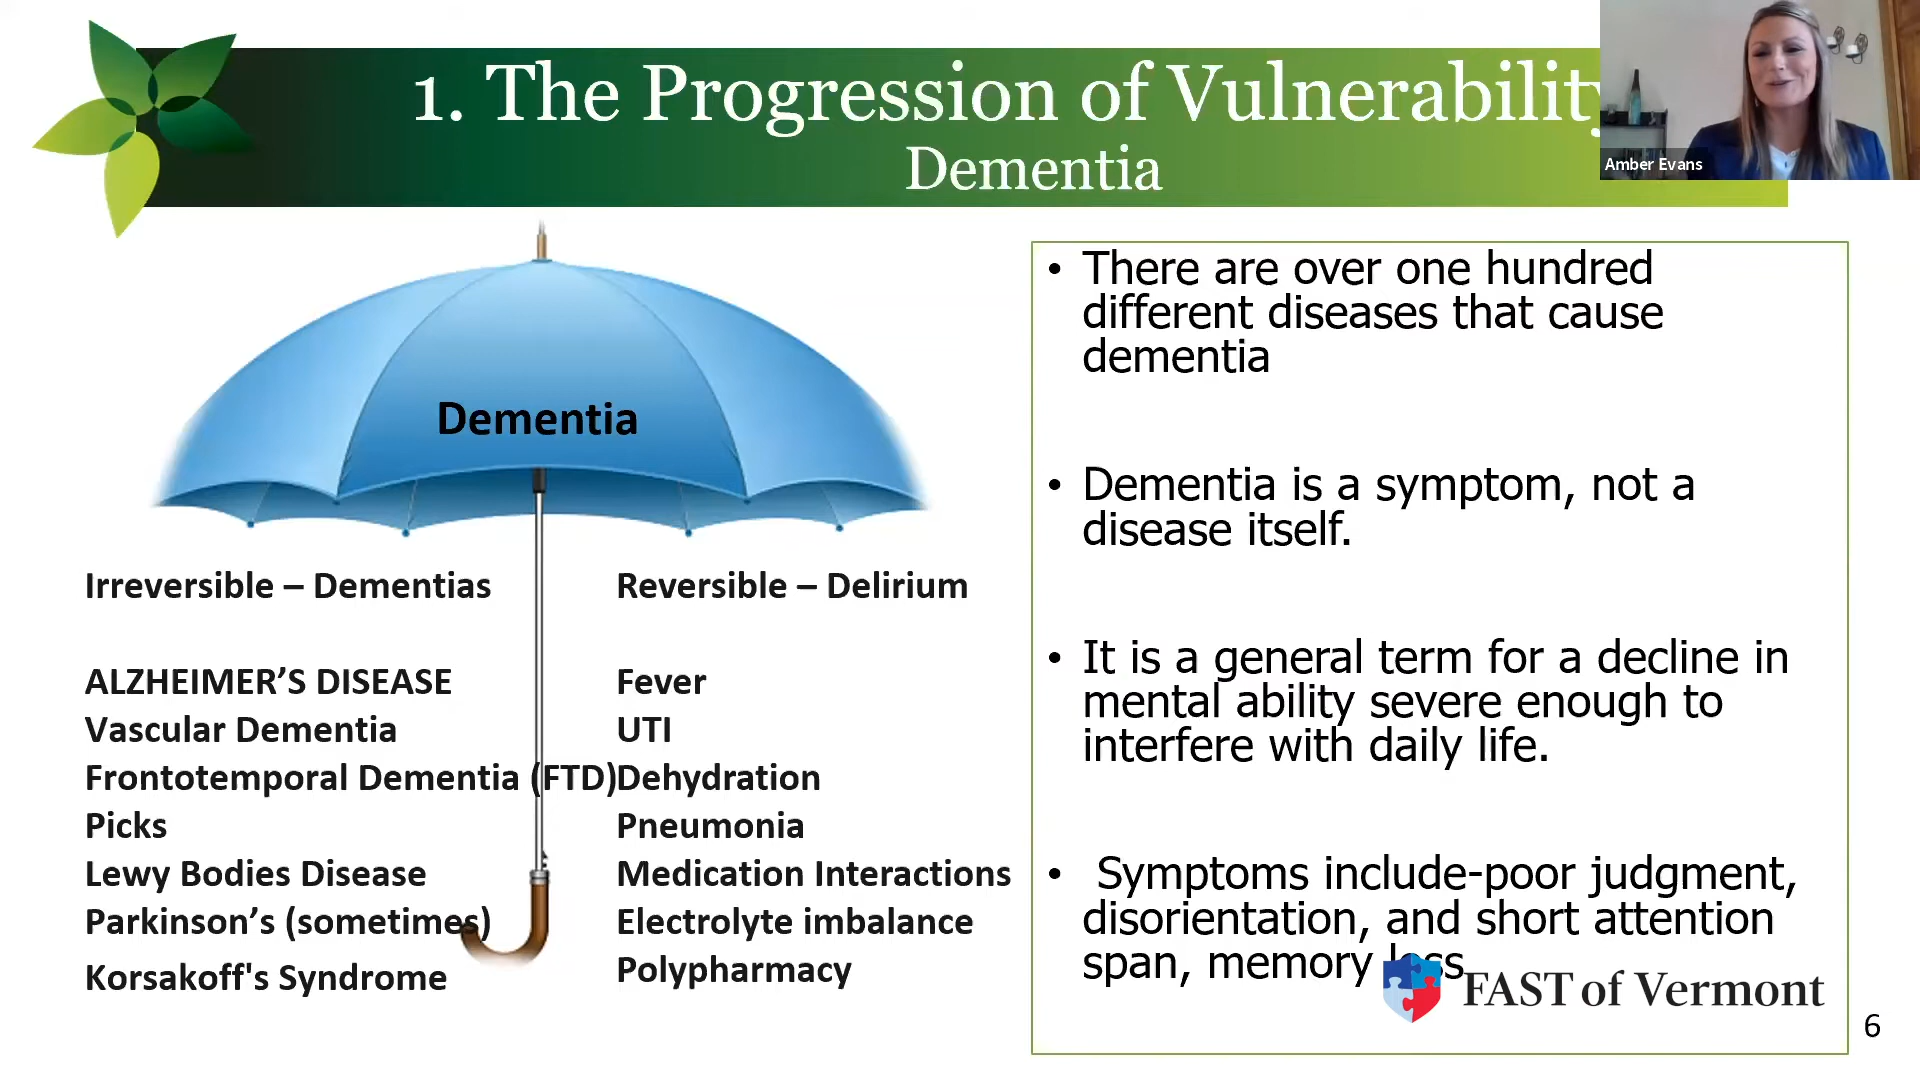 1. The Progression of Vulnerability
Dementia
Amber Evans
Dementia
Irreversible – Dementias
ALZHEIMER’S DISEASE
Vascular Dementia
Frontotemporal Dementia (FTD)
Picks
Lewy Bodies Disease
Parkinson’s (sometimes)
Korsakoff's Syndrome
Reversible – Delirium
Fever
UTI
Dehydration
Pneumonia
Medication Interactions
Electrolyte imbalance
Polypharmacy
• There are over one hundred
different diseases that cause
dementia
• Dementia is a symptom, not a
disease itself.
• It is a general term for a decline in
mental ability severe enough to
interfere with daily life.
• Symptoms include-poor judgment,
disorientation, and short attention
span, memory loss
FAST of Vermont
6